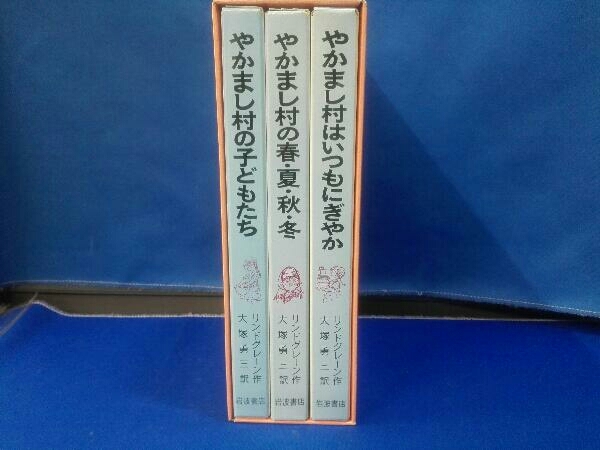 やかまし村の子どもたち
リンドグレーン作
大塚勇三訳
岩波書店
やかまし村の春・夏・秋・冬
リンドグレーン作
大塚勇三訳
岩波書店
やかまし村はいつもにぎやか
リンドグレーン作
大塚勇三訳
岩波書店